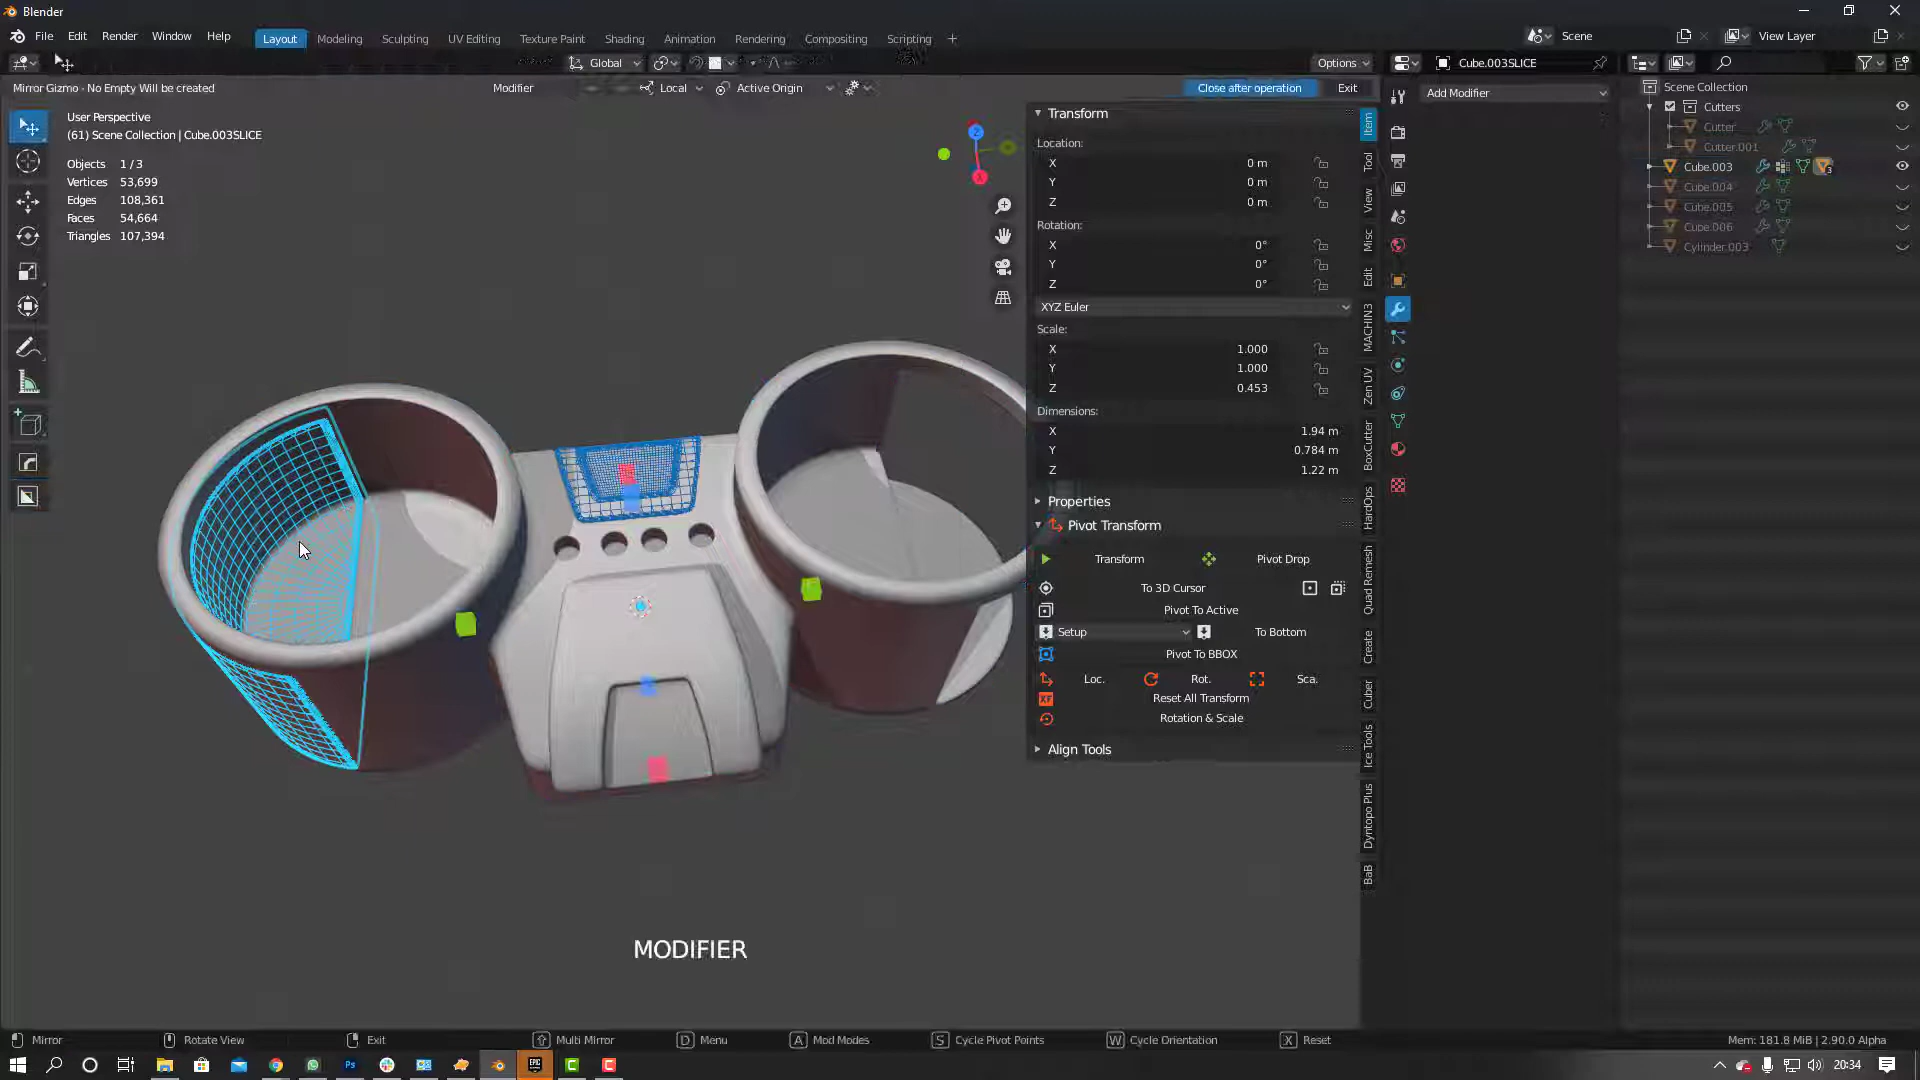 Blender
File Edit Render Window Help Layout Modeling Sculpting UV Editing Texture Paint Shading Animation Rendering Compositing Scripting + Scene View Layer
Global Options Cube.003SLICE
Mirror Gizmo - No Empty Will be created Modifier Local Active Origin Close after operation Exit Add Modifier Scene Collection
User Perspective
(61) Scene Collection | Cube.003SLICE
Objects 1 / 3
Vertices 53,699
Edges 108,361
Faces 54,664
Triangles 107,394
Z
X
Transform
Location:
X 0 m
Y 0 m
Z 0 m
Rotation:
X 0°
Y 0°
Z 0°
XYZ Euler
Scale:
X 1.000
Y 1.000
Z 0.453
Dimensions:
X 1.94 m
Y 0.784 m
Z 1.22 m
Properties
Pivot Transform
Transform Pivot Drop
To 3D Cursor
Pivot To Active
Setup To Bottom
Pivot To BBOX
Loc. Rot. Sca.
Reset All Transform
Rotation & Scale
Align Tools
Item
Tool
View
Misc
Edit
MACHIN3
Zen UV
BoxCutter
HardOps
Quad Remesh
Create
Cuber
Ice Tools
Dyntopo Plus
BaB
Cutters
Cutter
Cutter.001
Cube.003
3
Cube.004
Cube.005
Cube.006
Cylinder.003
MODIFIER
Mirror Rotate View Exit Multi Mirror D Menu A Mod Modes S Cycle Pivot Points W Cycle Orientation X Reset Mem: 181.8 MiB | 2.90.0 Alpha
Ps EPIC C C 20:34